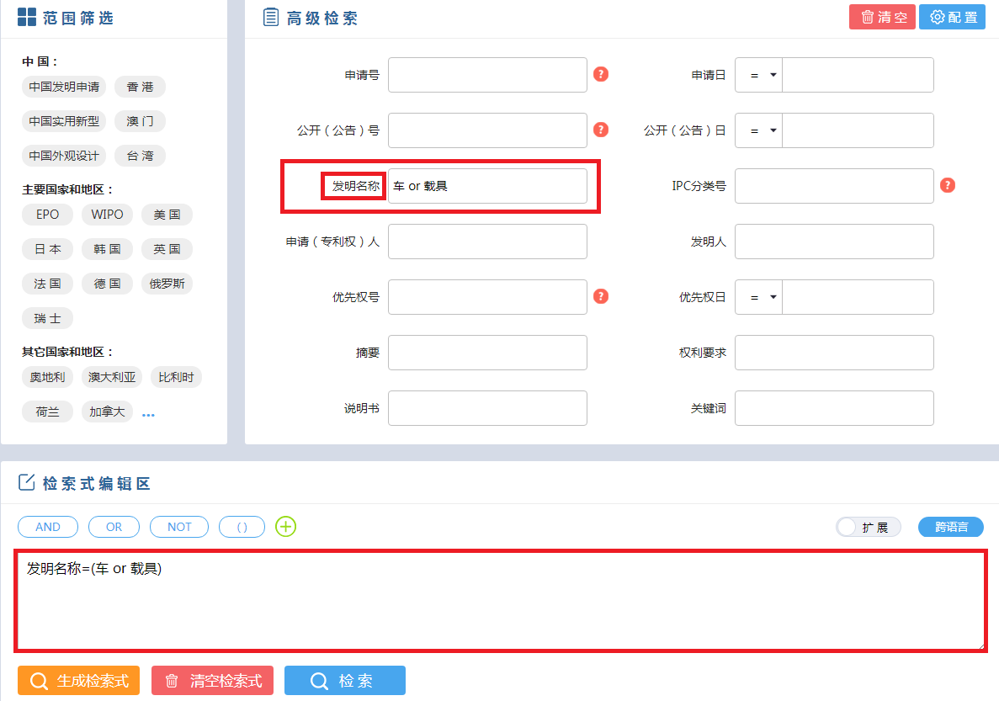 范围筛选
中国：
中国发明申请 香港
中国实用新型 澳门
中国外观设计 台湾
主要国家和地区：
EPO WIPO 美国
日本 韩国 英国
法国 德国 俄罗斯
瑞士
其它国家和地区：
奥地利 澳大利亚 比利时
荷兰 加拿大 ...
高级检索 清空 配置
申请号 ? 申请日 =
公开（公告）号 ? 公开（公告）日 =
发明名称 车 or 载具 IPC分类号 ?
申请（专利权）人 发明人
优先权号 ? 优先权日 =
摘要 权利要求
说明书 关键词
检索式编辑区
AND OR NOT ( ) 扩展 跨语言
发明名称=(车 or 载具)
生成检索式 清空检索式 检索